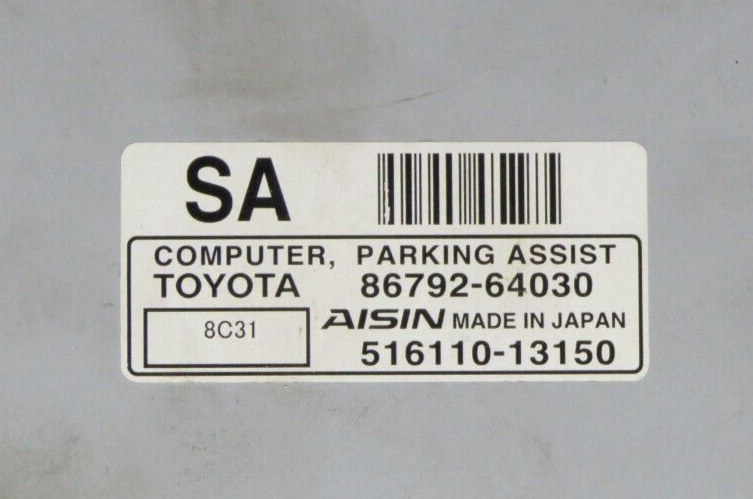 SA
COMPUTER, PARKING ASSIST
TOYOTA 86792-64030
8C31
AISIN MADE IN JAPAN
516110-13150